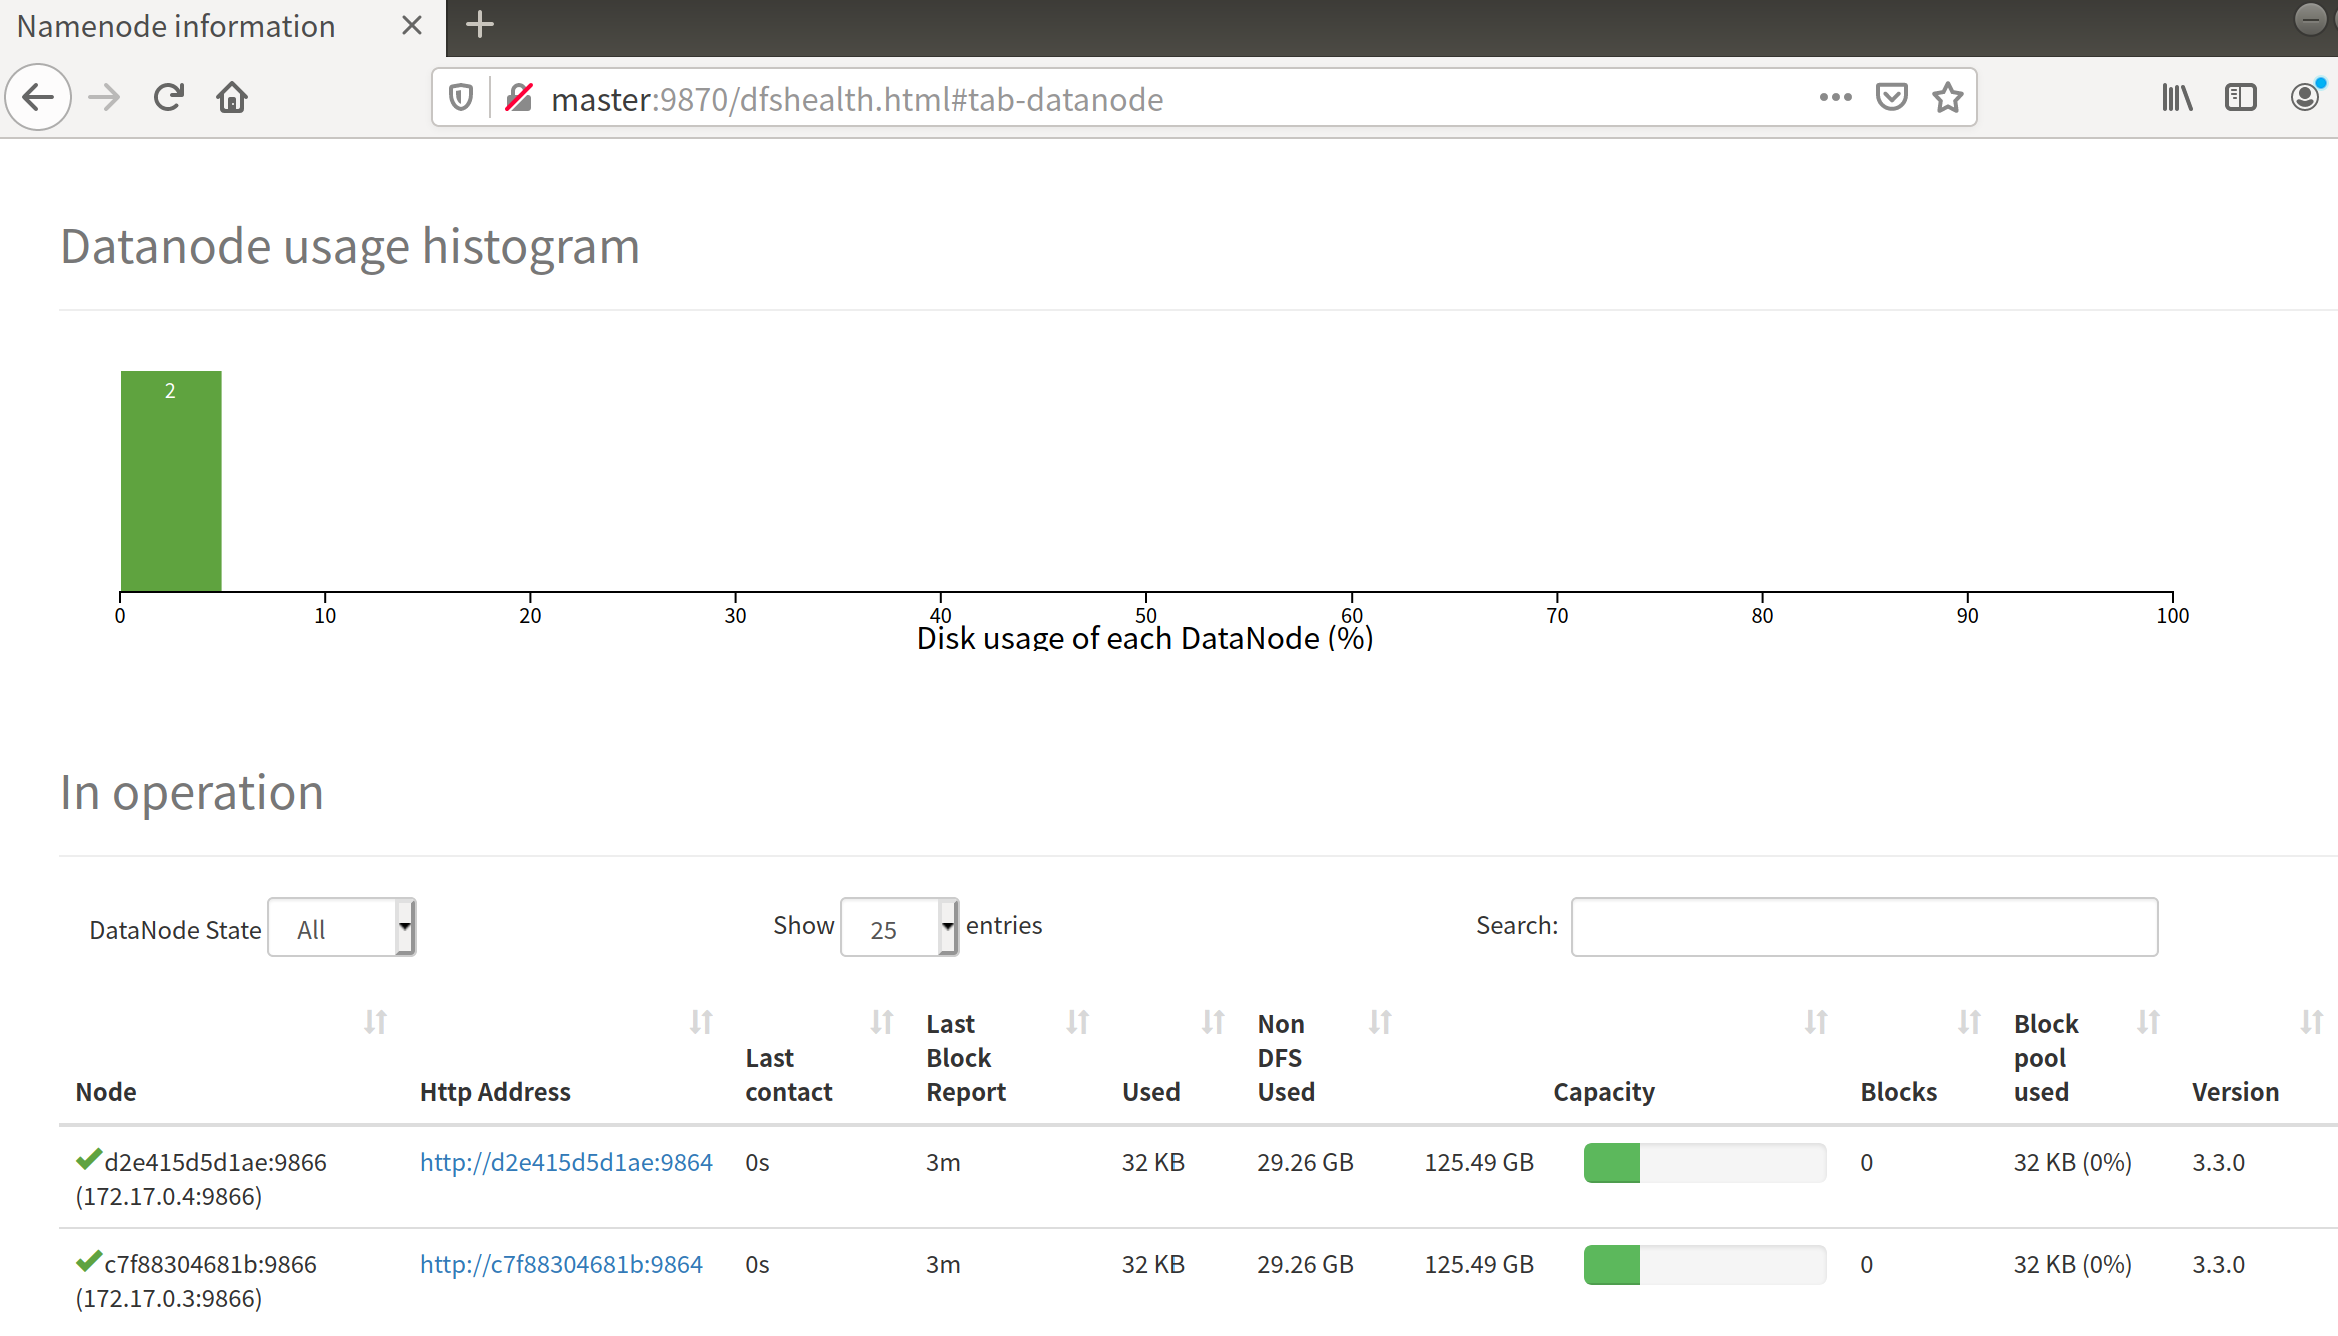 Namenode information
master:9870/dfshealth.html#tab-datanode
Datanode usage histogram
2
0 10 20 30 40 50 60 70 80 90 100
Disk usage of each DataNode (%)
In operation
DataNode State All Show 25 entries Search:
Node Http Address Last contact Last Block Report Used Non DFS Used Capacity Blocks Block pool used Version
d2e415d5d1ae:9866 http://d2e415d5d1ae:9864 0s 3m 32 KB 29.26 GB 125.49 GB 0 32 KB (0%) 3.3.0
(172.17.0.4:9866)
c7f88304681b:9866 http://c7f88304681b:9864 0s 3m 32 KB 29.26 GB 125.49 GB 0 32 KB (0%) 3.3.0
(172.17.0.3:9866)